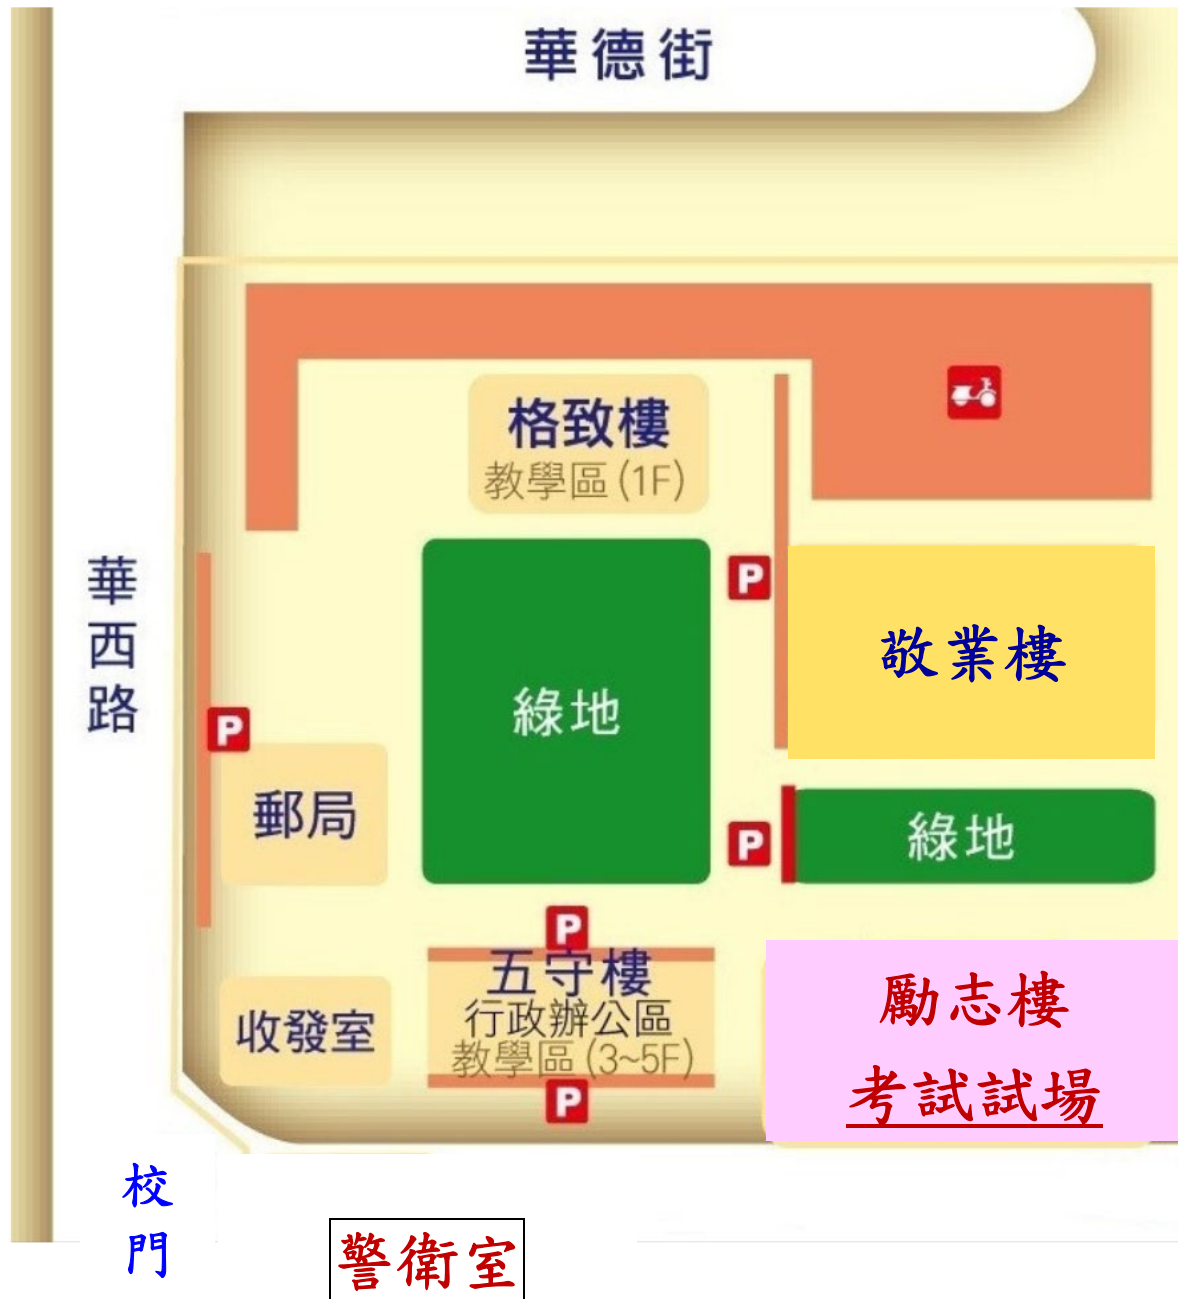 華德街
格致樓
教學區(1F)
華西路
P
敬業樓
綠地
P
郵局
P
綠地
P
五守樓
行政辦公區
教學區(3~5F)
收發室
勵志樓
考試試場
P
校門
警衛室